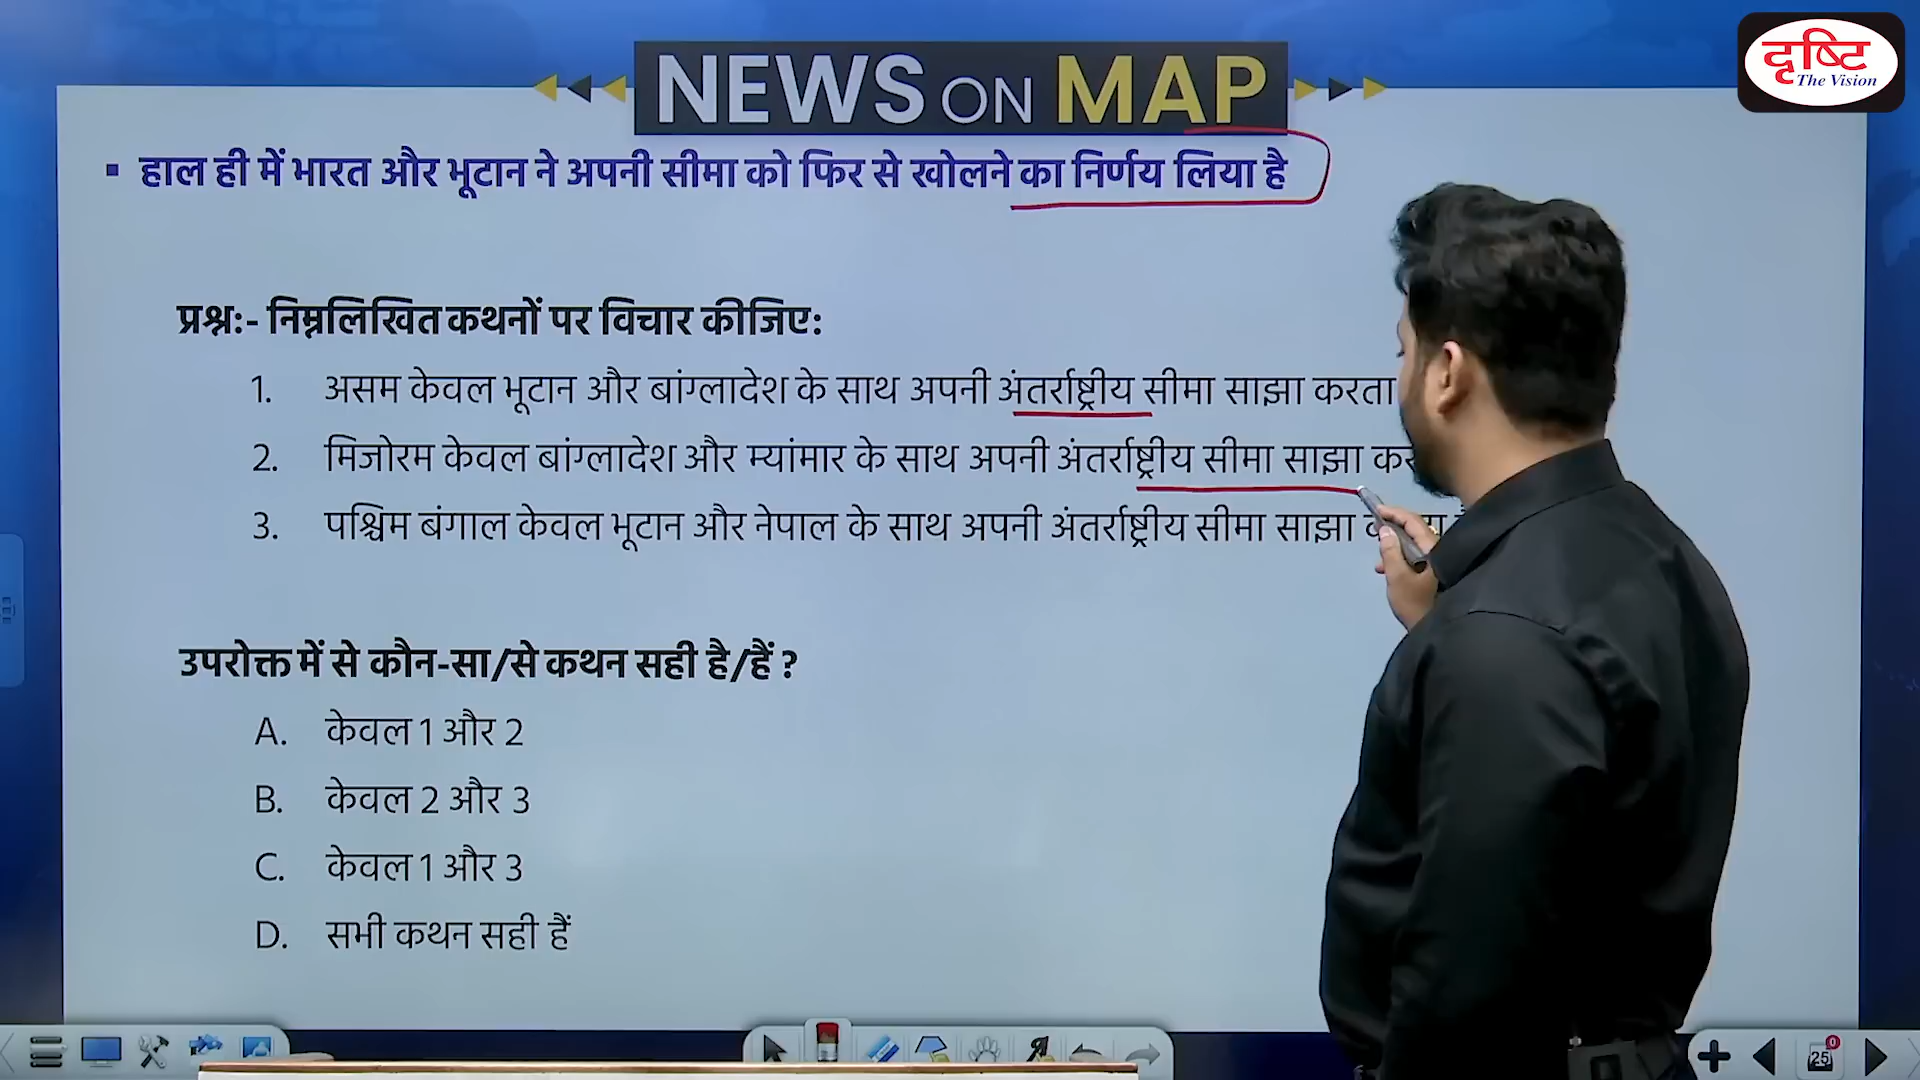 दृष्टि
The Vision
NEWS ON MAP
▪ हाल ही में भारत और भूटान ने अपनी सीमा को फिर से खोलने का निर्णय लिया है
प्रश्न:- निम्नलिखित कथनों पर विचार कीजिए:
1. असम केवल भूटान और बांग्लादेश के साथ अपनी अंतर्राष्ट्रीय सीमा साझा करता
2. मिजोरम केवल बांग्लादेश और म्यांमार के साथ अपनी अंतर्राष्ट्रीय सीमा साझा
3. पश्चिम बंगाल केवल भूटान और नेपाल के साथ अपनी अंतर्राष्ट्रीय सीमा साझा
उपरोक्त में से कौन-सा/से कथन सही है/हैं ?
A. केवल 1 और 2
B. केवल 2 और 3
C. केवल 1 और 3
D. सभी कथन सही हैं
0
25